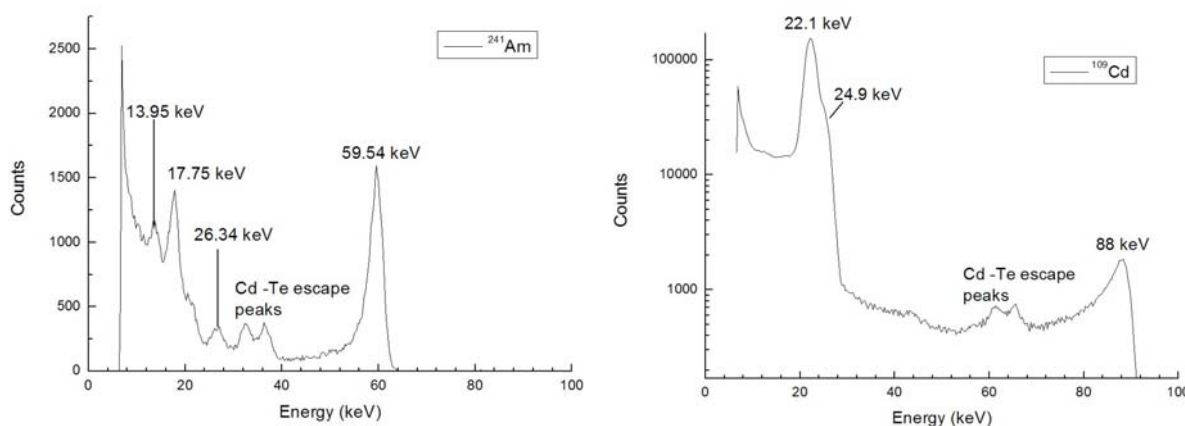 2500
2000
1500
1000
500
0
Counts
0 20 40 60 80 100
Energy (keV)
²⁴¹Am
13.95 keV
17.75 keV
26.34 keV
Cd -Te escape
peaks
59.54 keV
100000
10000
1000
Counts
0 20 40 60 80 100
Energy (keV)
¹⁰⁹Cd
22.1 keV
24.9 keV
Cd -Te escape
peaks
88 keV